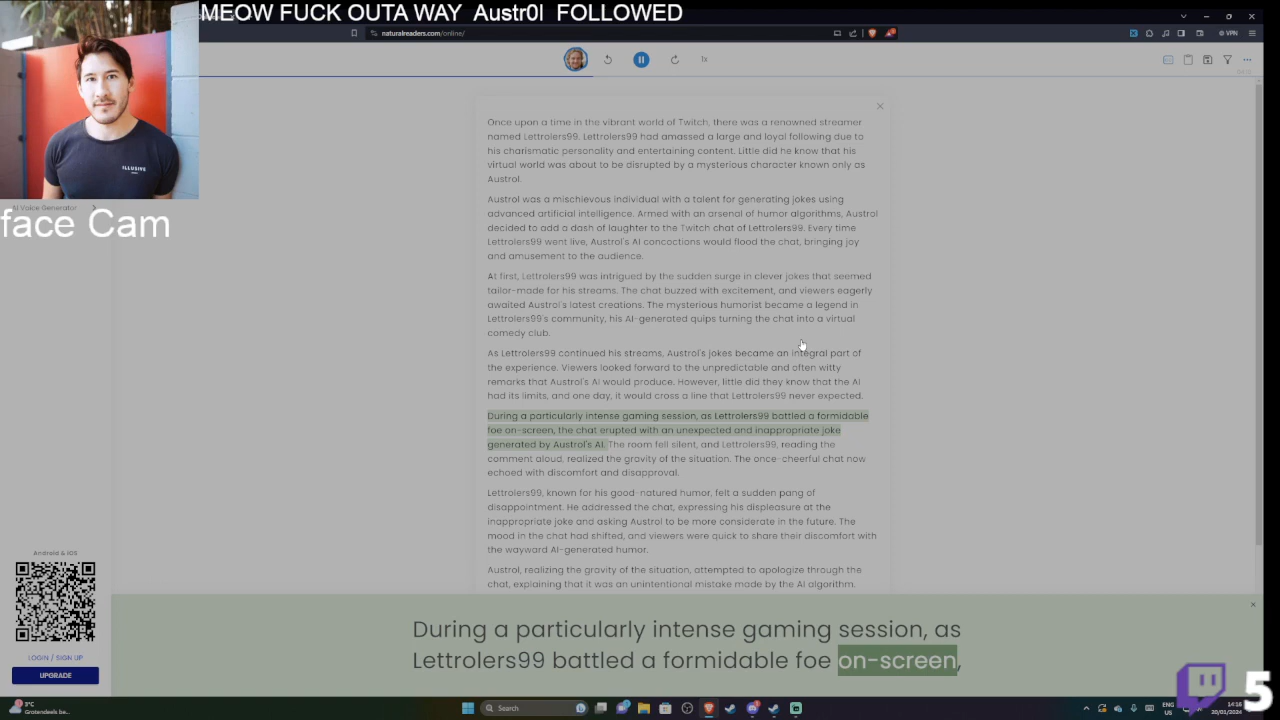 MEOW FUCK OUTA WAY Austr0l FOLLOWED
naturalreaders.com/online/
VPN
1x
ILLUSIVE
AI Voice Generator
face Cam
Once upon a time in the vibrant world of Twitch, there was a renowned streamer
named Lettrolers99. Lettrolers99 had amassed a large and loyal following due to
his charismatic personality and entertaining content. Little did he know that his
virtual world was about to be disrupted by a mysterious character known only as
Austrol.
Austrol was a mischievous individual with a talent for generating jokes using
advanced artificial intelligence. Armed with an arsenal of humor algorithms, Austrol
decided to add a dash of laughter to the Twitch chat of Lettrolers99. Every time
Lettrolers99 went live, Austrol's AI concoctions would flood the chat, bringing joy
and amusement to the audience.
At first, Lettrolers99 was intrigued by the sudden surge in clever jokes that seemed
tailor-made for his streams. The chat buzzed with excitement, and viewers eagerly
awaited Austrol's latest creations. The mysterious humorist became a legend in
Lettrolers99's community, his AI-generated quips turning the chat into a virtual
comedy club.
As Lettrolers99 continued his streams, Austrol's jokes became an integral part of
the experience. Viewers looked forward to the unpredictable and often witty
remarks that Austrol's AI would produce. However, little did they know that the AI
had its limits, and one day, it would cross a line that Lettrolers99 never expected.
During a particularly intense gaming session, as Lettrolers99 battled a formidable
foe on-screen, the chat erupted with an unexpected and inappropriate joke
generated by Austrol's AI. The room fell silent, and Lettrolers99, reading the
comment aloud, realized the gravity of the situation. The once-cheerful chat now
echoed with discomfort and disapproval.
Lettrolers99, known for his good-natured humor, felt a sudden pang of
disappointment. He addressed the chat, expressing his displeasure at the
inappropriate joke and asking Austrol to be more considerate in the future. The
mood in the chat had shifted, and viewers were quick to share their discomfort with
the wayward AI-generated humor.
Austrol, realizing the gravity of the situation, attempted to apologize through the
chat, explaining that it was an unintentional mistake made by the AI algorithm.
Android & iOS
LOGIN / SIGN UP
UPGRADE
During a particularly intense gaming session, as
Lettrolers99 battled a formidable foe on-screen,
5
3°C
Grotendeels be...
Search
ENG
US
14:16
20/01/2024